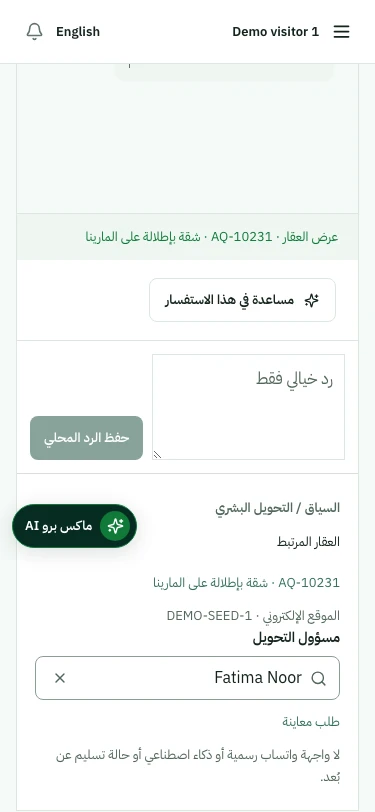 Demo visitor 1
English
عرض العقار · AQ-10231 · شقة بإطلالة على المارينا
مساعدة في هذا الاستفسار
رد خيالي فقط
حفظ الرد المحلي
السياق / التحويل البشري
ماكس برو AI
العقار المرتبط
AQ-10231 · شقة بإطلالة على المارينا
الموقع الإلكتروني · DEMO-SEED-1
مسؤول التحويل
Fatima Noor
طلب معاينة
لا واجهة واتساب رسمية أو ذكاء اصطناعي أو حالة تسليم عن
بُعد.